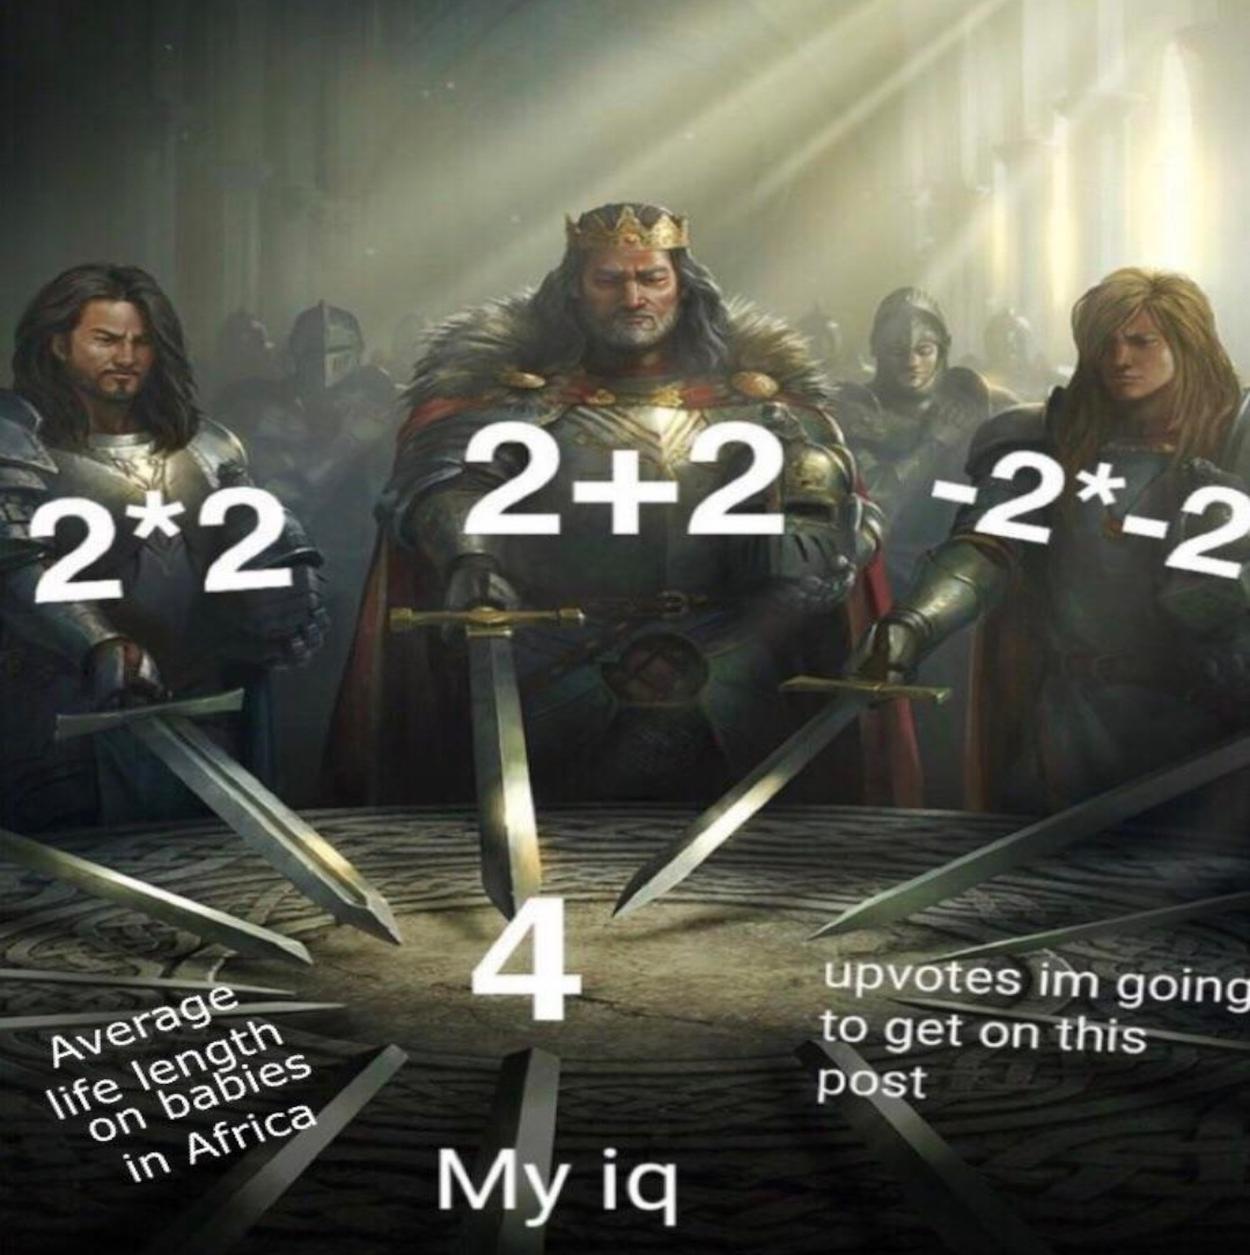 2*2
2+2
-2*-2
4
Average
life length
on babies
in Africa
upvotes im going
to get on this
post
My iq